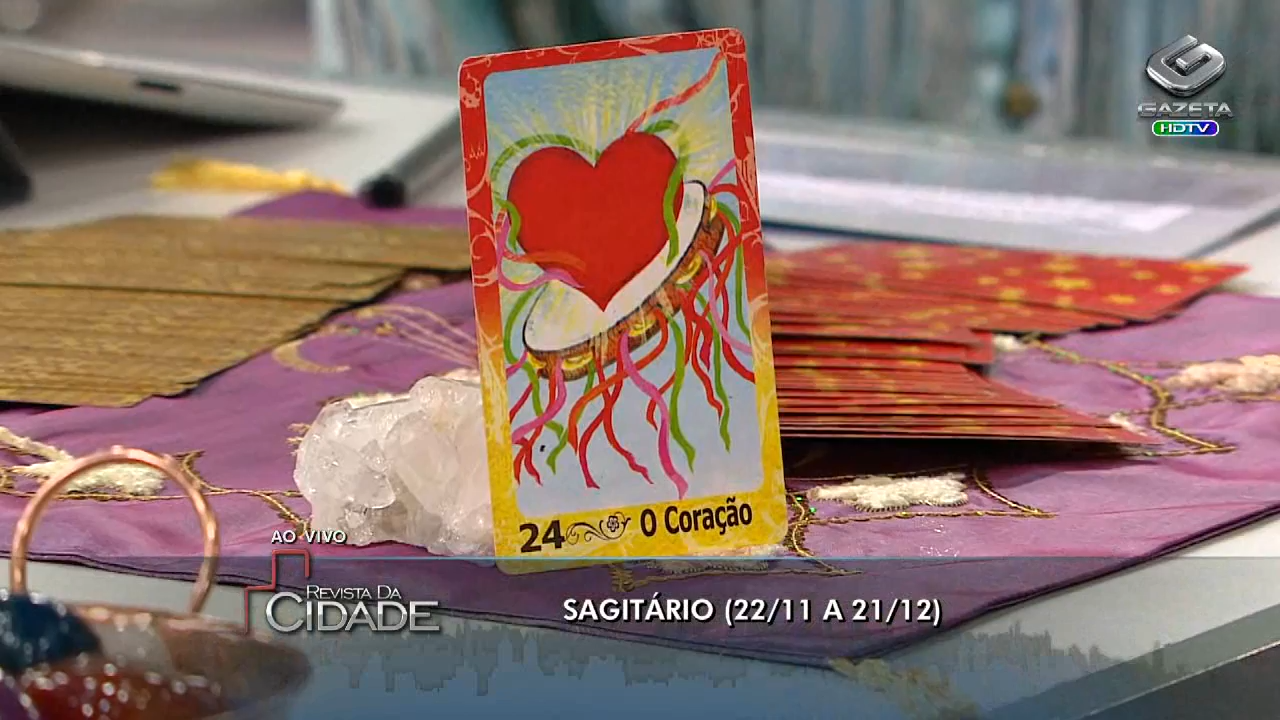 GAZETA
HDTV
24 O Coração
AO VIVO
REVISTA DA
CIDADE
SAGITÁRIO (22/11 A 21/12)